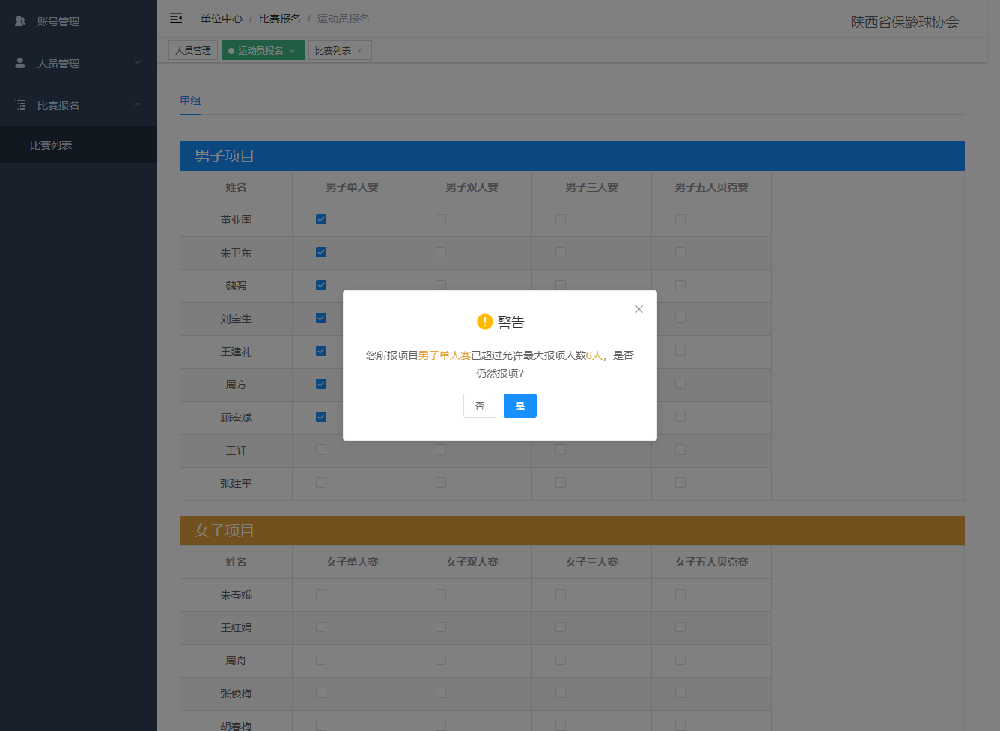 账号管理
人员管理
比赛报名
比赛列表
单位中心 / 比赛报名 / 运动员报名
陕西省保龄球协会
人员管理
运动员报名 ×
比赛列表 ×
甲组
男子项目
姓名 男子单人赛 男子双人赛 男子三人赛 男子五人贝克赛
董业国
朱卫东
魏强
刘宝生
王建礼
周方
顾宏斌
王轩
张建平
警告
您所报项目男子单人赛已超过允许最大报项人数6人，是否
仍然报项?
否 是
女子项目
姓名 女子单人赛 女子双人赛 女子三人赛 女子五人贝克赛
朱春娥
王红娟
周舟
张俊梅
胡春梅